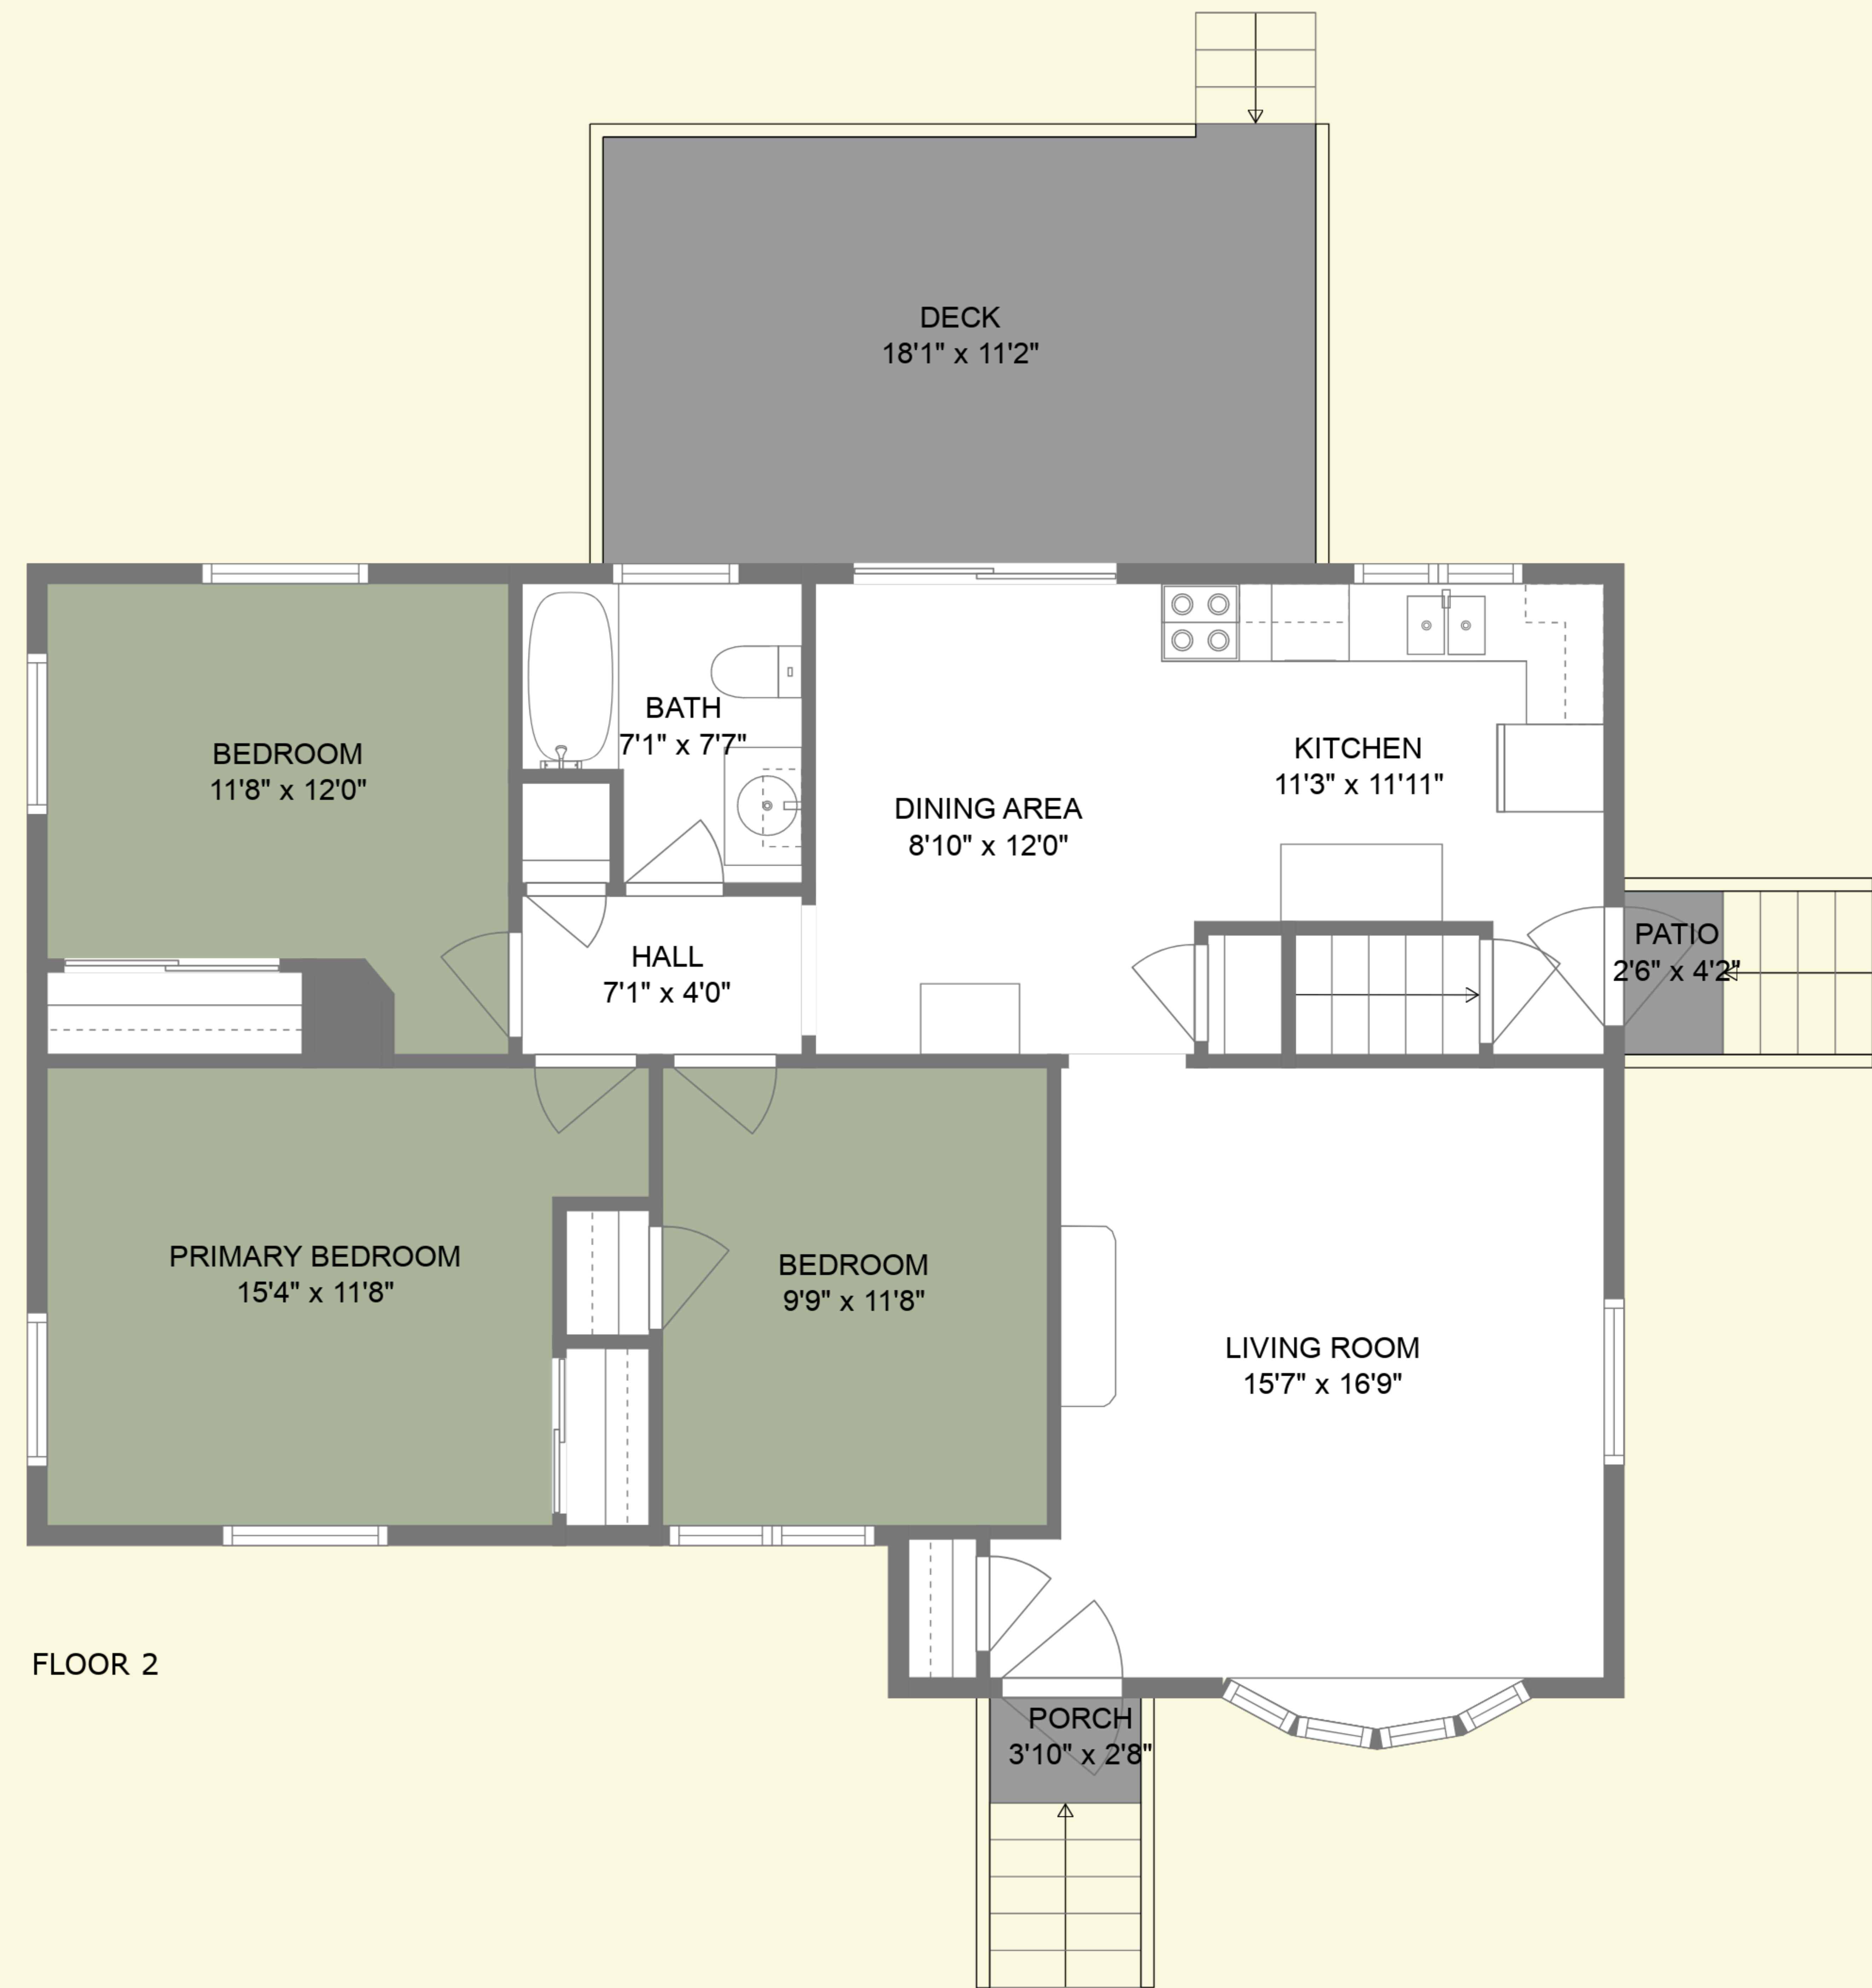 DECK
18'1" x 11'2"
BATH
7'1" x 7'7"
BEDROOM
11'8" x 12'0"
KITCHEN
11'3" x 11'11"
DINING AREA
8'10" x 12'0"
HALL
7'1" x 4'0"
PATIO
2'6" x 4'2"
PRIMARY BEDROOM
15'4" x 11'8"
BEDROOM
9'9" x 11'8"
LIVING ROOM
15'7" x 16'9"
FLOOR 2
PORCH
3'10" x 2'8"